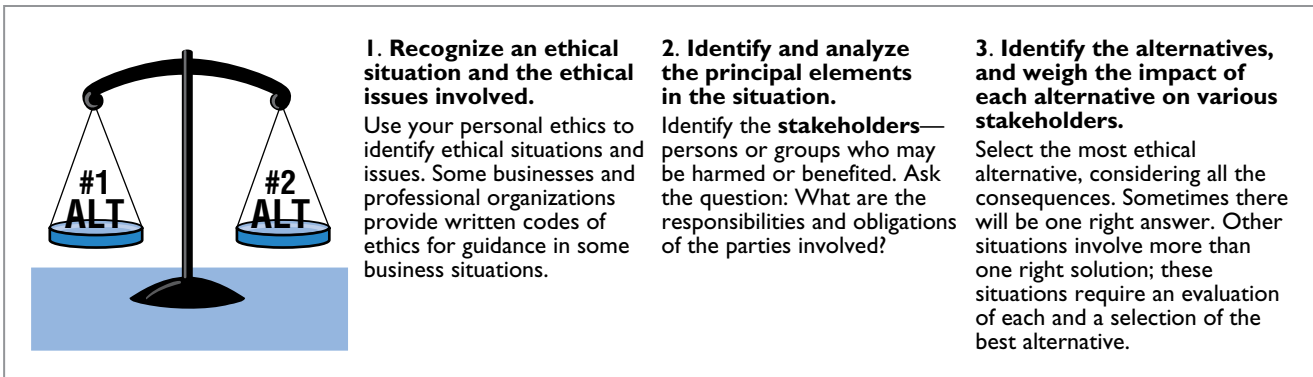 #1
ALT
#2
ALT
1. Recognize an ethical
situation and the ethical
issues involved.
Use your personal ethics to
identify ethical situations and
issues. Some businesses and
professional organizations
provide written codes of
ethics for guidance in some
business situations.
2. Identify and analyze
the principal elements
in the situation.
Identify the stakeholders—
persons or groups who may
be harmed or benefited. Ask
the question: What are the
responsibilities and obligations
of the parties involved?
3. Identify the alternatives,
and weigh the impact of
each alternative on various
stakeholders.
Select the most ethical
alternative, considering all the
consequences. Sometimes there
will be one right answer. Other
situations involve more than
one right solution; these
situations require an evaluation
of each and a selection of the
best alternative.